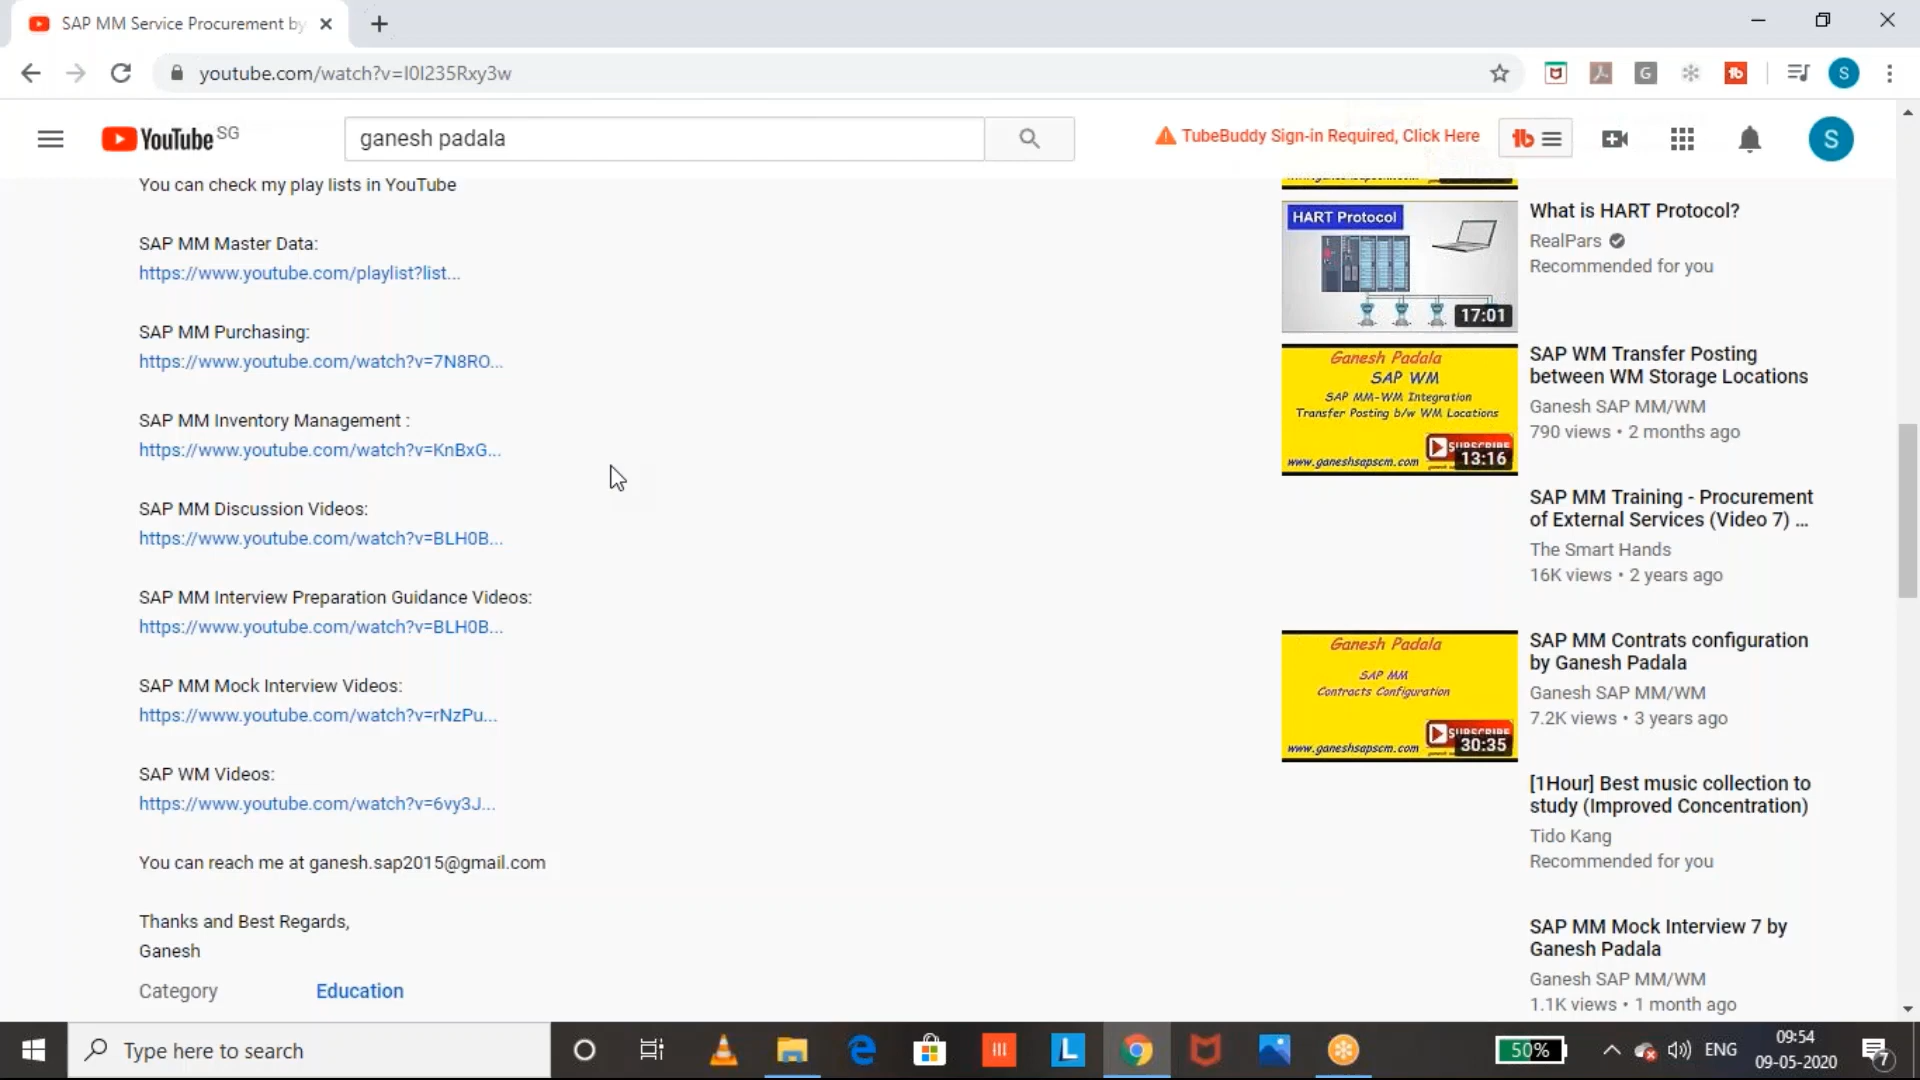 SAP MM Service Procurement by
youtube.com/watch?v=I0I235Rxy3w
YouTube SG
ganesh padala
TubeBuddy Sign-in Required, Click Here
You can check my play lists in YouTube
SAP MM Master Data:
https://www.youtube.com/playlist?list...
SAP MM Purchasing:
https://www.youtube.com/watch?v=7N8RO...
SAP MM Inventory Management :
https://www.youtube.com/watch?v=KnBxG...
SAP MM Discussion Videos:
https://www.youtube.com/watch?v=BLH0B...
SAP MM Interview Preparation Guidance Videos:
https://www.youtube.com/watch?v=BLH0B...
SAP MM Mock Interview Videos:
https://www.youtube.com/watch?v=rNzPu...
SAP WM Videos:
https://www.youtube.com/watch?v=6vy3J...
You can reach me at ganesh.sap2015@gmail.com
Thanks and Best Regards,
Ganesh
Category Education
HART Protocol
17:01
What is HART Protocol?
RealPars
Recommended for you
Ganesh Padala
SAP WM
SAP MM-WM Integration
Transfer Posting b/w WM Locations
SUBSCRIBE
13:16
www.ganeshsapscm.com
SAP WM Transfer Posting
between WM Storage Locations
Ganesh SAP MM/WM
790 views • 2 months ago
SAP MM Training - Procurement
of External Services (Video 7) ...
The Smart Hands
16K views • 2 years ago
Ganesh Padala
SAP MM
Contracts Configuration
SUBSCRIBE
30:35
www.ganeshsapscm.com
SAP MM Contrats configuration
by Ganesh Padala
Ganesh SAP MM/WM
7.2K views • 3 years ago
[1Hour] Best music collection to
study (Improved Concentration)
Tido Kang
Recommended for you
SAP MM Mock Interview 7 by
Ganesh Padala
Ganesh SAP MM/WM
1.1K views • 1 month ago
Type here to search
50%
ENG
09:54
09-05-2020
7